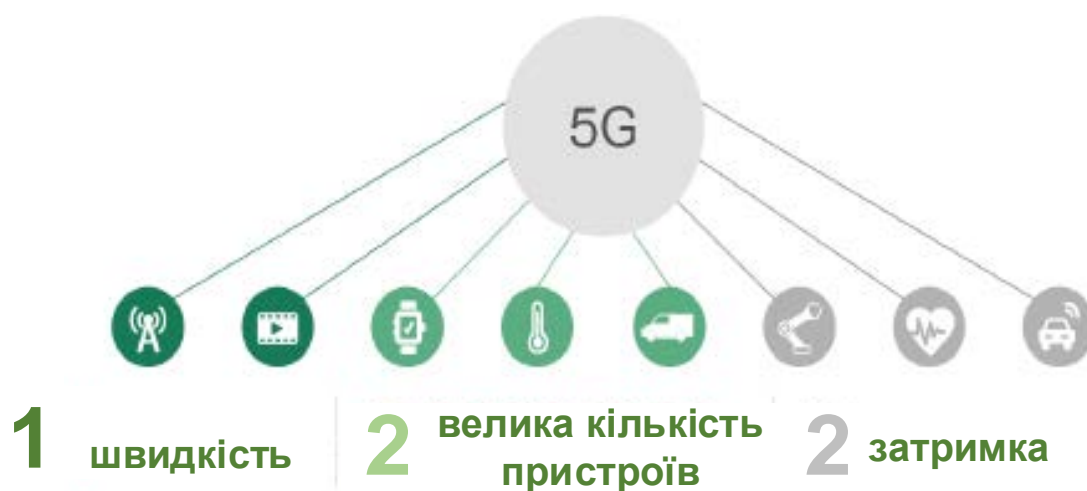 5G
1 швидкість
2 велика кількість
пристроїв
2 затримка